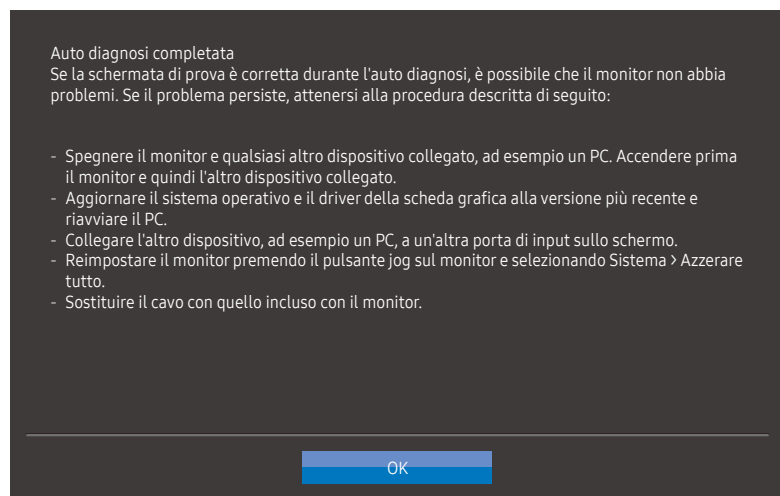 Auto diagnosi completata
Se la schermata di prova è corretta durante l'auto diagnosi, è possibile che il monitor non abbia
problemi. Se il problema persiste, attenersi alla procedura descritta di seguito:
- Spegnere il monitor e qualsiasi altro dispositivo collegato, ad esempio un PC. Accendere prima
il monitor e quindi l'altro dispositivo collegato.
- Aggiornare il sistema operativo e il driver della scheda grafica alla versione più recente e
riavviare il PC.
- Collegare l'altro dispositivo, ad esempio un PC, a un'altra porta di input sullo schermo.
- Reimpostare il monitor premendo il pulsante jog sul monitor e selezionando Sistema > Azzerare
tutto.
- Sostituire il cavo con quello incluso con il monitor.
OK